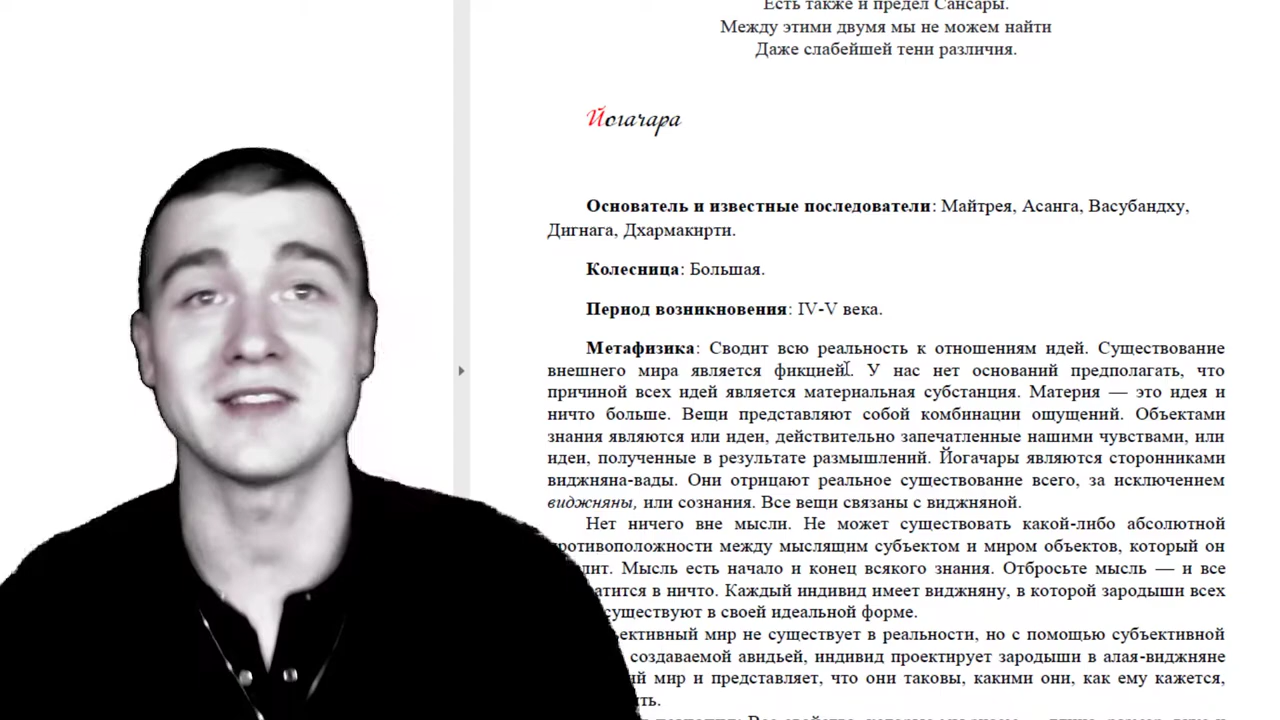 Есть также и предел Сансары.
Между этими двумя мы не можем найти
Даже слабейшей тени различия.
Йогачара
Основатель и известные последователи: Майтрея, Асанга, Васубандху,
Дигнага, Дхармакирти.
Колесница: Большая.
Период возникновения: IV-V века.
Метафизика: Сводит всю реальность к отношениям идей. Существование
внешнего мира является фикцией. У нас нет оснований предполагать, что
причиной всех идей является материальная субстанция. Материя — это идея и
ничто больше. Вещи представляют собой комбинации ощущений. Объектами
знания являются или идеи, действительно запечатленные нашими чувствами, или
идеи, полученные в результате размышлений. Йогачары являются сторонниками
виджняна-вады. Они отрицают реальное существование всего, за исключением
виджняны, или сознания. Все вещи связаны с виджняной.
Нет ничего вне мысли. Не может существовать какой-либо абсолютной
противоположности между мыслящим субъектом и миром объектов, который он
Мысль есть начало и конец всякого знания. Отбросьте мысль — и все
в ничто. Каждый индивид имеет виджняну, в которой зародыши всех
существуют в своей идеальной форме.
мир не существует в реальности, но с помощью субъективной
создаваемой авидьей, индивид проектирует зародыши в алая-виджняне
мир и представляет, что они таковы, какими они, как ему кажется,